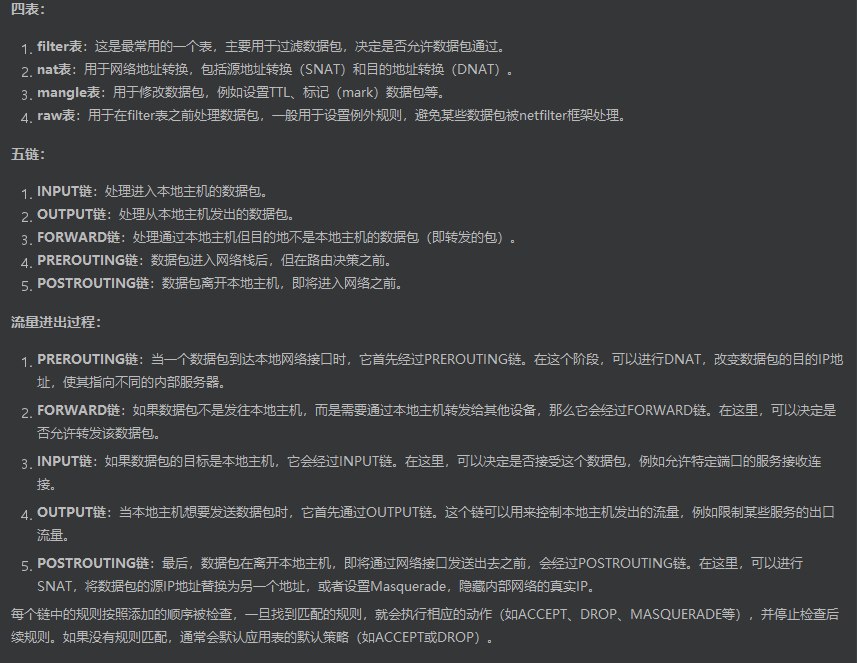 四表：
1. filter表：这是最常用的一个表，主要用于过滤数据包，决定是否允许数据包通过。
2. nat表：用于网络地址转换，包括源地址转换（SNAT）和目的地址转换（DNAT）。
3. mangle表：用于修改数据包，例如设置TTL、标记（mark）数据包等。
4. raw表：用于在filter表之前处理数据包，一般用于设置例外规则，避免某些数据包被netfilter框架处理。
五链：
1. INPUT链：处理进入本地主机的数据包。
2. OUTPUT链：处理从本地主机发出的数据包。
3. FORWARD链：处理通过本地主机但目的地不是本地主机的数据包（即转发的包）。
4. PREROUTING链：数据包进入网络栈后，但在路由决策之前。
5. POSTROUTING链：数据包离开本地主机，即将进入网络之前。
流量进出过程：
1. PREROUTING链：当一个数据包到达本地网络接口时，它首先经过PREROUTING链。在这个阶段，可以进行DNAT，改变数据包的目的IP地
址，使其指向不同的内部服务器。
2. FORWARD链：如果数据包不是发往本地主机，而是需要通过本地主机转发给其他设备，那么它会经过FORWARD链。在这里，可以决定是
否允许转发该数据包。
3. INPUT链：如果数据包的目标是本地主机，它会经过INPUT链。在这里，可以决定是否接受这个数据包，例如允许特定端口的服务接收连
接。
4. OUTPUT链：当本地主机想要发送数据包时，它首先通过OUTPUT链。这个链可以用来控制本地主机发出的流量，例如限制某些服务的出口
流量。
5. POSTROUTING链：最后，数据包在离开本地主机，即将通过网络接口发送出去之前，会经过POSTROUTING链。在这里，可以进行
SNAT，将数据包的源IP地址替换为另一个地址，或者设置Masquerade，隐藏内部网络的真实IP。
每个链中的规则按照添加的顺序被检查，一旦找到匹配的规则，就会执行相应的动作（如ACCEPT、DROP、MASQUERADE等），并停止检查后
续规则。如果没有规则匹配，通常会默认应用表的默认策略（如ACCEPT或DROP）。